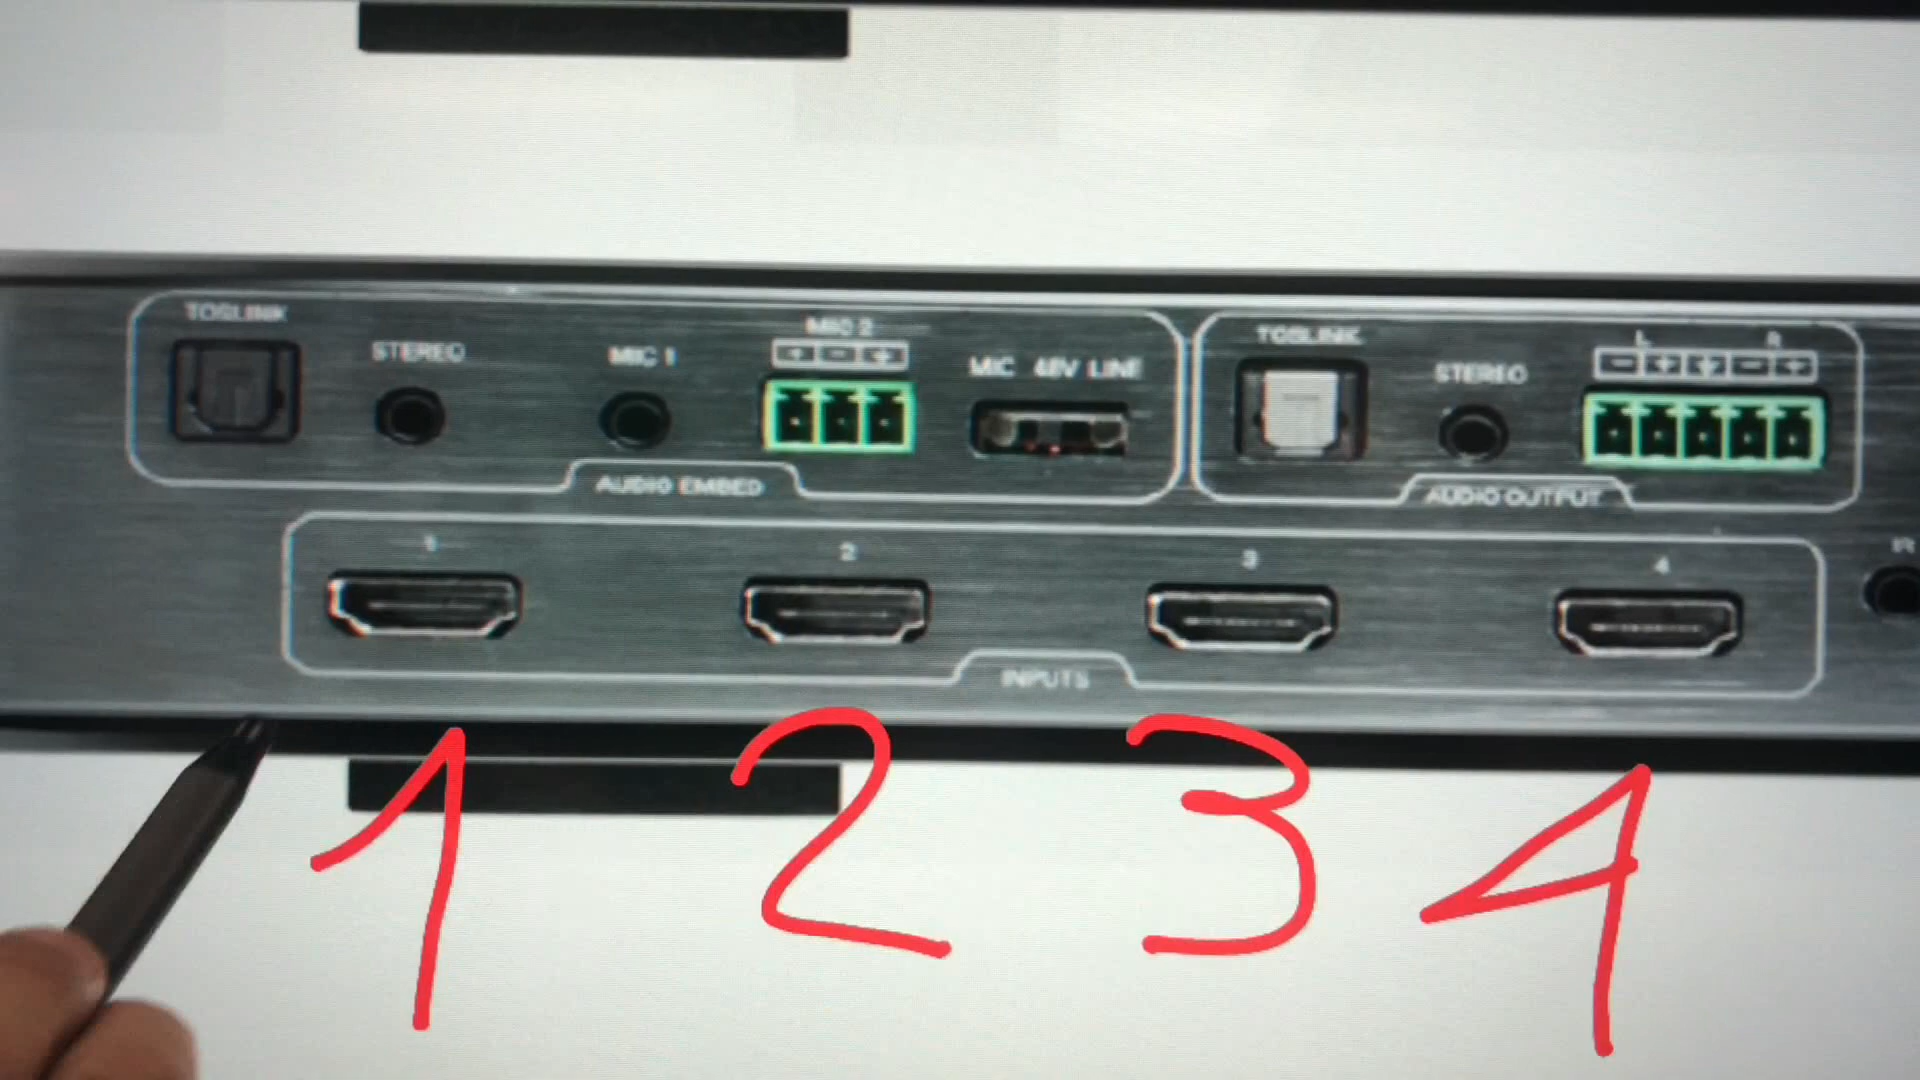 TOSLINK STEREO MIC 1 MIC 2 MIC 48V LINE
+ -
AUDIO EMBED
TOSLINK STEREO L R
- + - +
AUDIO OUTPUT
1 2 3 4
INPUTS
IR
1 2 3 4